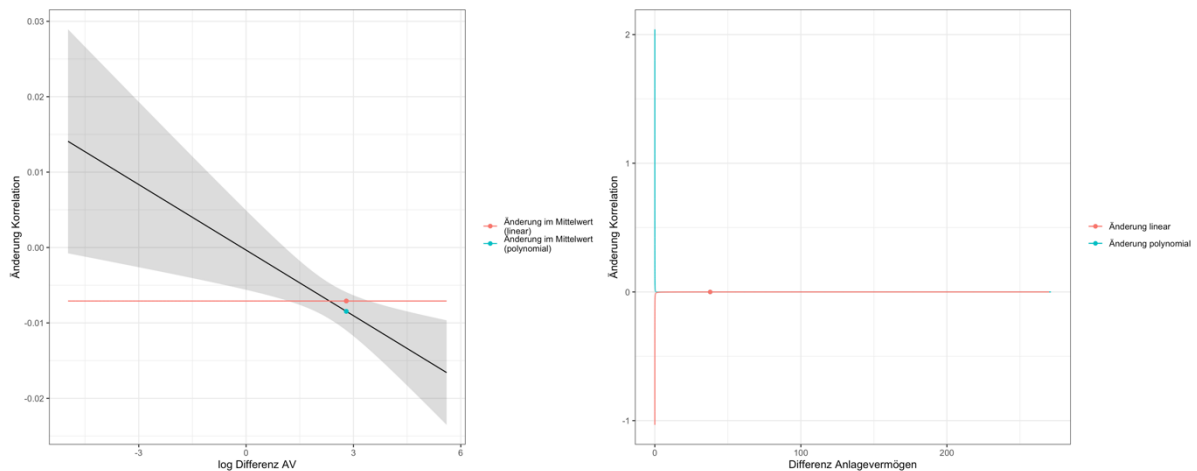 0.03
0.02
0.01
0.00
-0.01
-0.02
Änderung Korrelation
-3
0
3
6
log Differenz AV
Änderung im Mittelwert
(linear)
Änderung im Mittelwert
(polynomial)
2
1
0
-1
Änderung Korrelation
0
100
200
Differenz Anlagevermögen
Änderung linear
Änderung polynomial